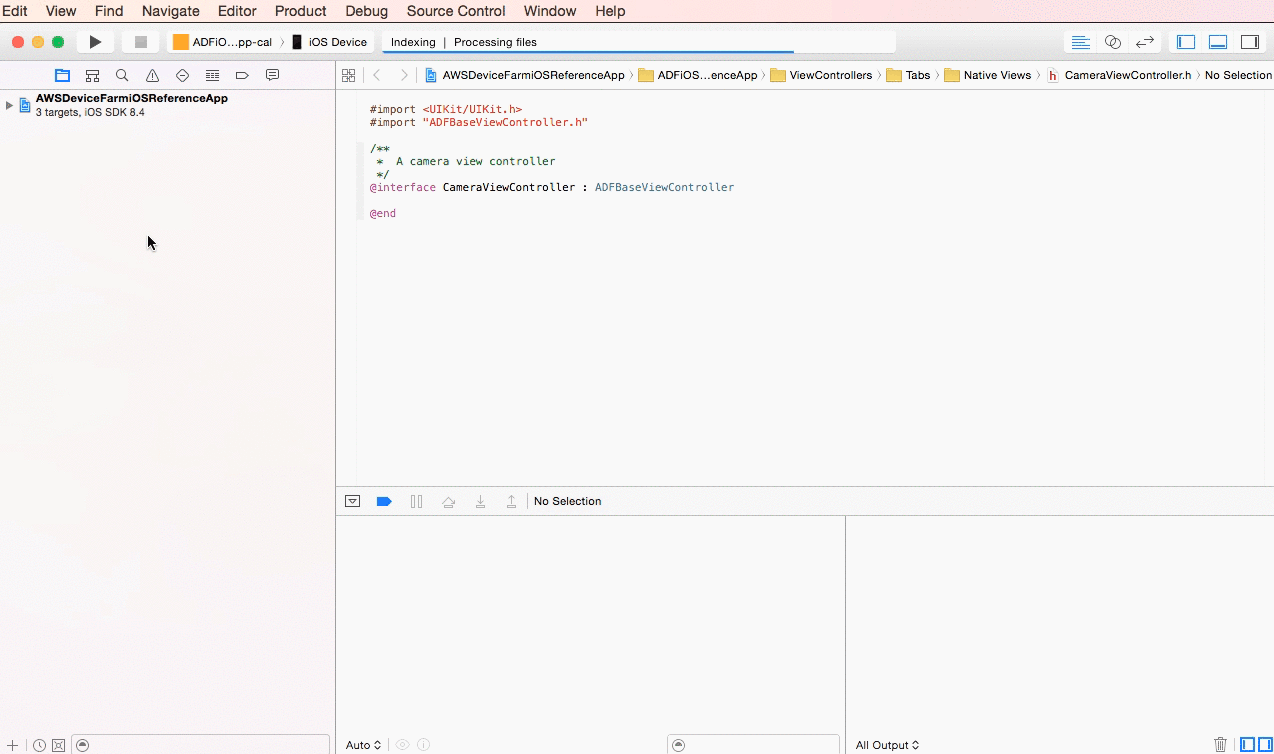 Edit View Find Navigate Editor Product Debug Source Control Window Help
ADFiO...pp-cal iOS Device Indexing | Processing files
AWSDeviceFarmiOSReferenceApp ADFiOS...enceApp ViewControllers Tabs Native Views h CameraViewController.h No Selection
AWSDeviceFarmiOSReferenceApp
3 targets, iOS SDK 8.4
#import <UIKit/UIKit.h>
#import "ADFBaseViewController.h"
/**
* A camera view controller
*/
@interface CameraViewController : ADFBaseViewController
@end
No Selection
Auto All Output